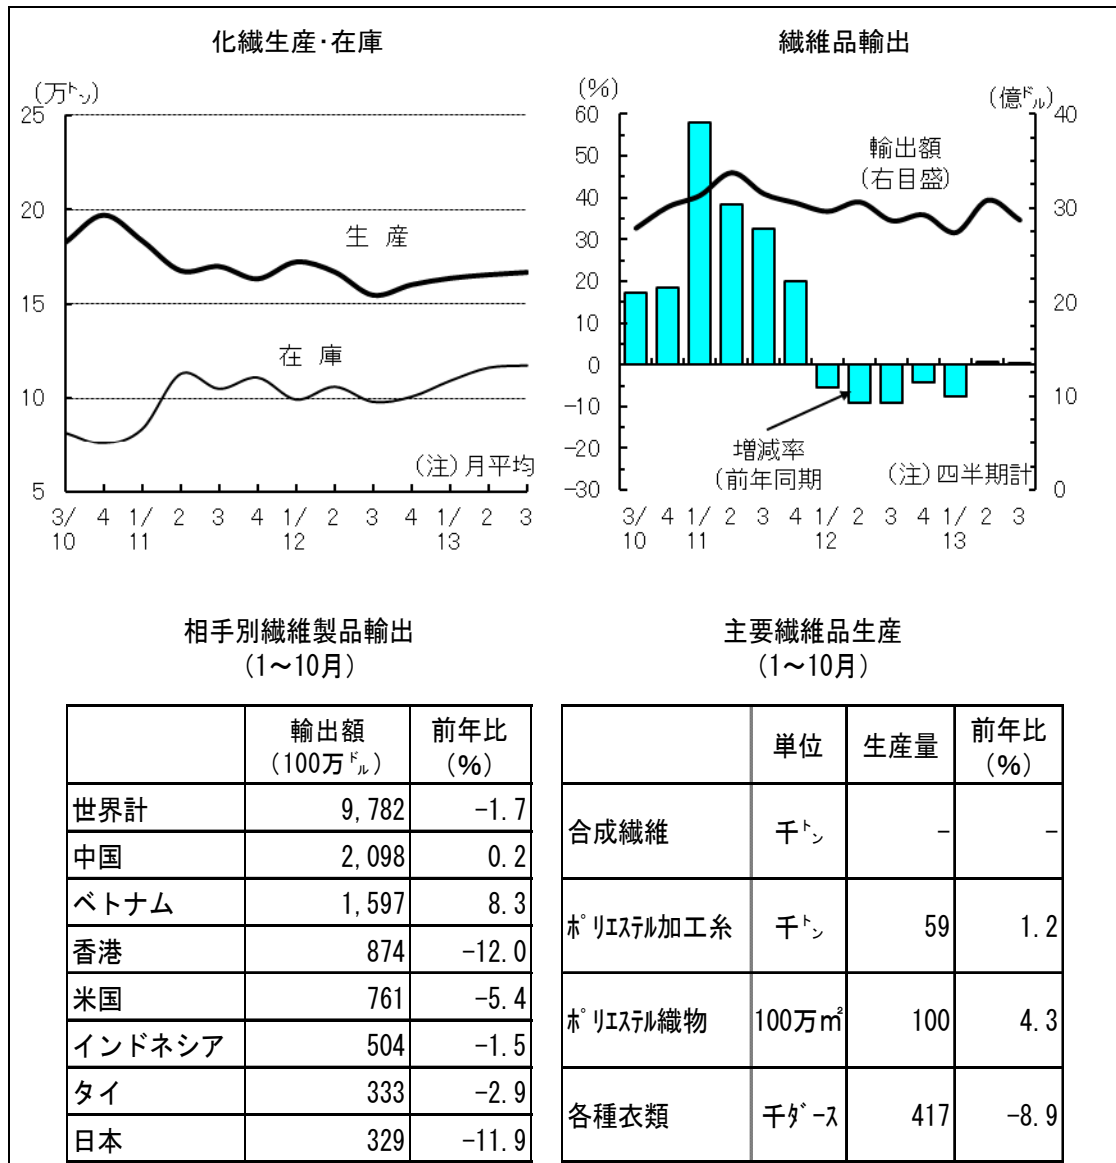 化繊生産･在庫
(万㌧)
25
20
15
10
5
生 産
在 庫
(注)月平均
3/ 4 1/ 2 3 4 1/ 2 3 4 1/ 2 3
10 11 12 13
繊維品輸出
(%)
(億㌦)
60
50
40
30
20
10
0
-10
-20
-30
40
30
20
10
0
輸出額
(右目盛)
増減率
(前年同期
(注)四半期計
3/ 4 1/ 2 3 4 1/ 2 3 4 1/ 2 3
10 11 12 13
相手別繊維製品輸出
(1～10月)
輸出額 前年比
(100万㌦) (%)
世界計 9,782 -1.7
中国 2,098 0.2
ベトナム 1,597 8.3
香港 874 -12.0
米国 761 -5.4
インドネシア 504 -1.5
タイ 333 -2.9
日本 329 -11.9
主要繊維品生産
(1～10月)
単位 生産量 前年比
(%)
合成繊維 千㌧ - -
ﾎﾟﾘｴｽﾃﾙ加工糸 千㌧ 59 1.2
ﾎﾟﾘｴｽﾃﾙ織物 100万㎡ 100 4.3
各種衣類 千ﾀﾞｰｽ 417 -8.9